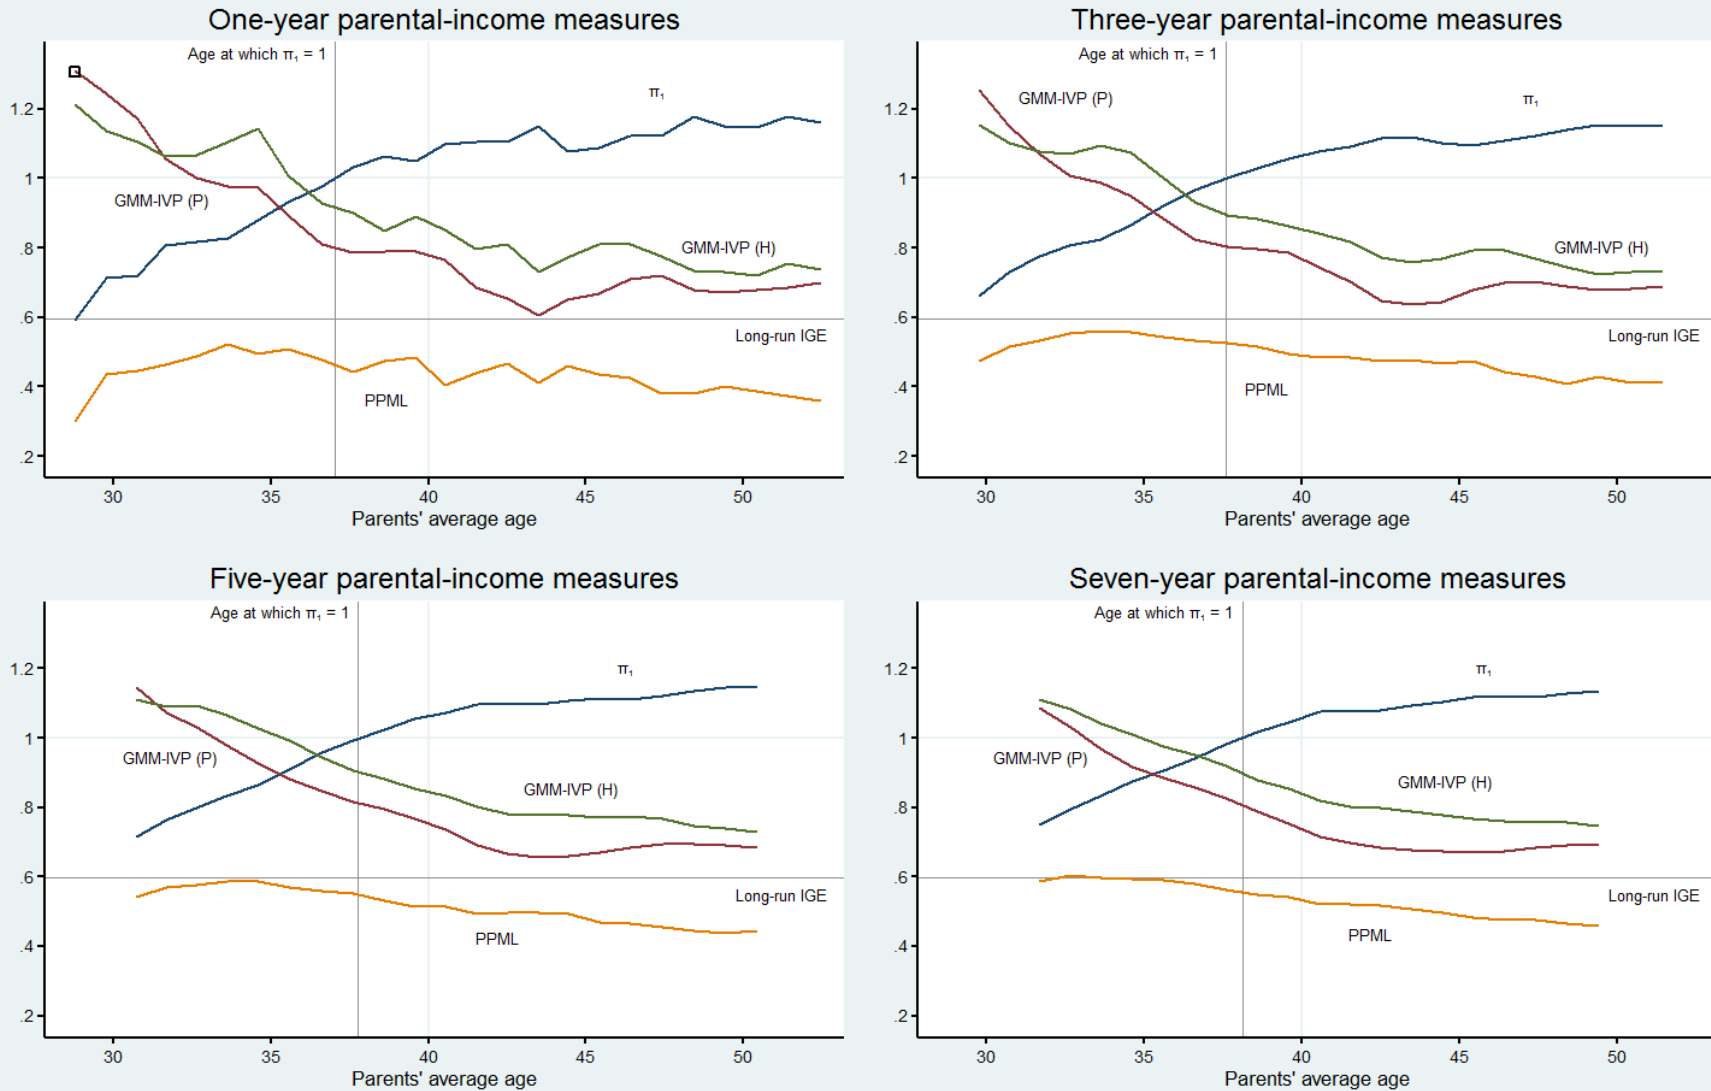 One-year parental-income measures
Age at which π₁ = 1
π₁
GMM-IVP (P)
GMM-IVP (H)
Long-run IGE
PPML
1.2
1
.8
.6
.4
.2
30 35 40 45 50
Parents' average age
Three-year parental-income measures
Age at which π₁ = 1
GMM-IVP (P)
π₁
GMM-IVP (H)
Long-run IGE
PPML
1.2
1
.8
.6
.4
.2
30 35 40 45 50
Parents' average age
Five-year parental-income measures
Age at which π₁ = 1
π₁
GMM-IVP (P)
GMM-IVP (H)
Long-run IGE
PPML
1.2
1
.8
.6
.4
.2
30 35 40 45 50
Parents' average age
Seven-year parental-income measures
Age at which π₁ = 1
π₁
GMM-IVP (P)
GMM-IVP (H)
Long-run IGE
PPML
1.2
1
.8
.6
.4
.2
30 35 40 45 50
Parents' average age